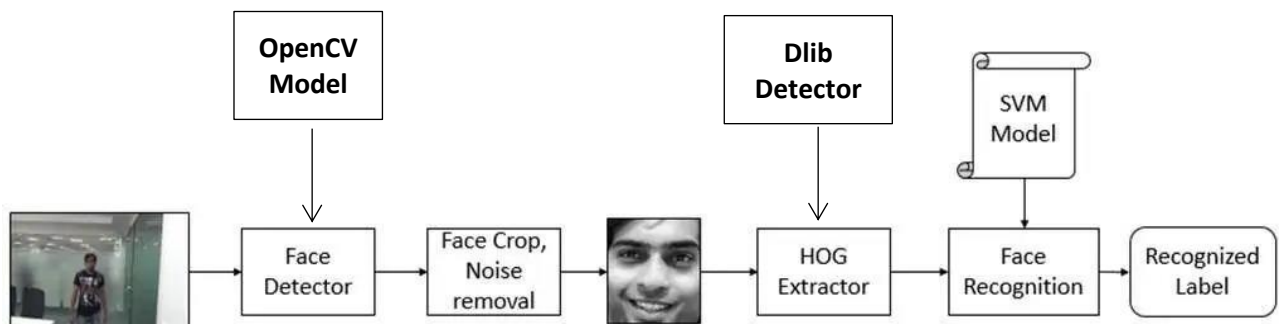 OpenCV
Model
Dlib
Detector
SVM
Model
Face
Detector
Face Crop,
Noise
removal
HOG
Extractor
Face
Recognition
Recognized
Label